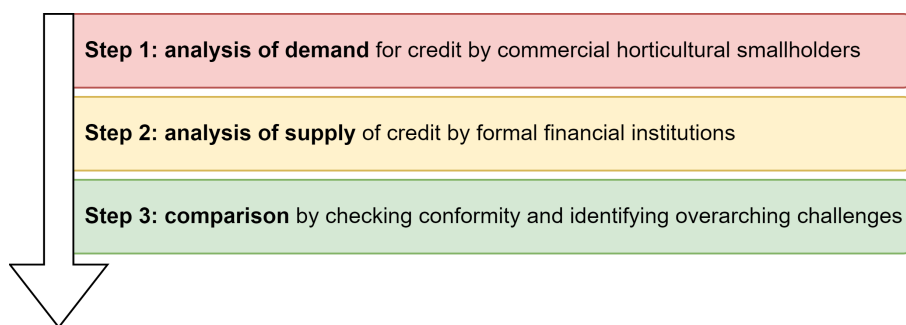 Step 1: analysis of demand for credit by commercial horticultural smallholders
Step 2: analysis of supply of credit by formal financial institutions
Step 3: comparison by checking conformity and identifying overarching challenges